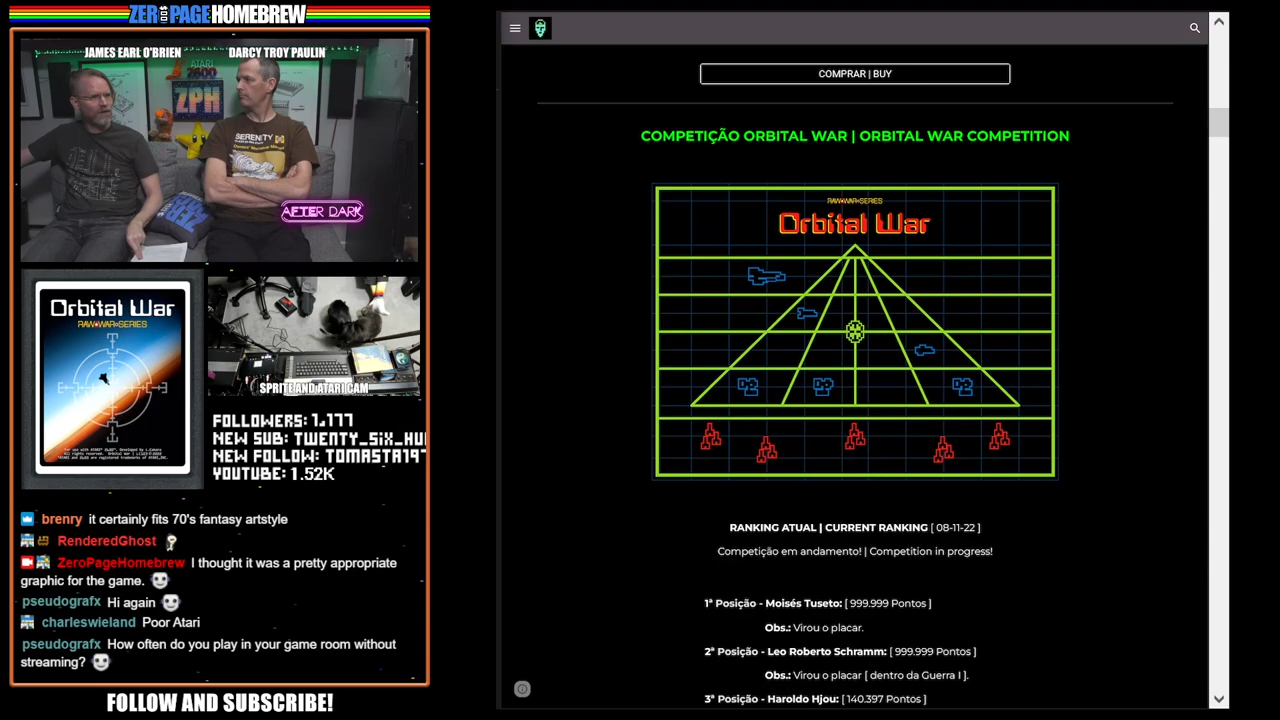 ZERO PAGE HOMEBREW
JAMES EARL O'BRIEN
DARCY TROY PAULIN
ATARI
2600
ZPH
SERENITY
AFTER DARK
Orbital War
RAW WAR SERIES
SPRITE AND ATARI CAM
FOLLOWERS: 1,177
NEW SUB: TWENTY_SIX_HU
NEW FOLLOW: TOMASTA197
YOUTUBE: 1.52K
brenry it certainly fits 70's fantasy artstyle
RenderedGhost
ZeroPageHomebrew I thought it was a pretty appropriate
graphic for the game.
pseudografx Hi again
charleswieland Poor Atari
pseudografx How often do you play in your game room without
streaming?
FOLLOW AND SUBSCRIBE!
COMPRAR | BUY
COMPETIÇÃO ORBITAL WAR | ORBITAL WAR COMPETITION
RAW WAR SERIES
Orbital War
RANKING ATUAL | CURRENT RANKING [ 08-11-22 ]
Competição em andamento! | Competition in progress!
1ª Posição - Moisés Tuseto: [ 999.999 Pontos ]
Obs.: Virou o placar.
2ª Posição - Leo Roberto Schramm: [ 999.999 Pontos ]
Obs.: Virou o placar [ dentro da Guerra I ].
3ª Posição - Haroldo Hjou: [ 140.397 Pontos ]